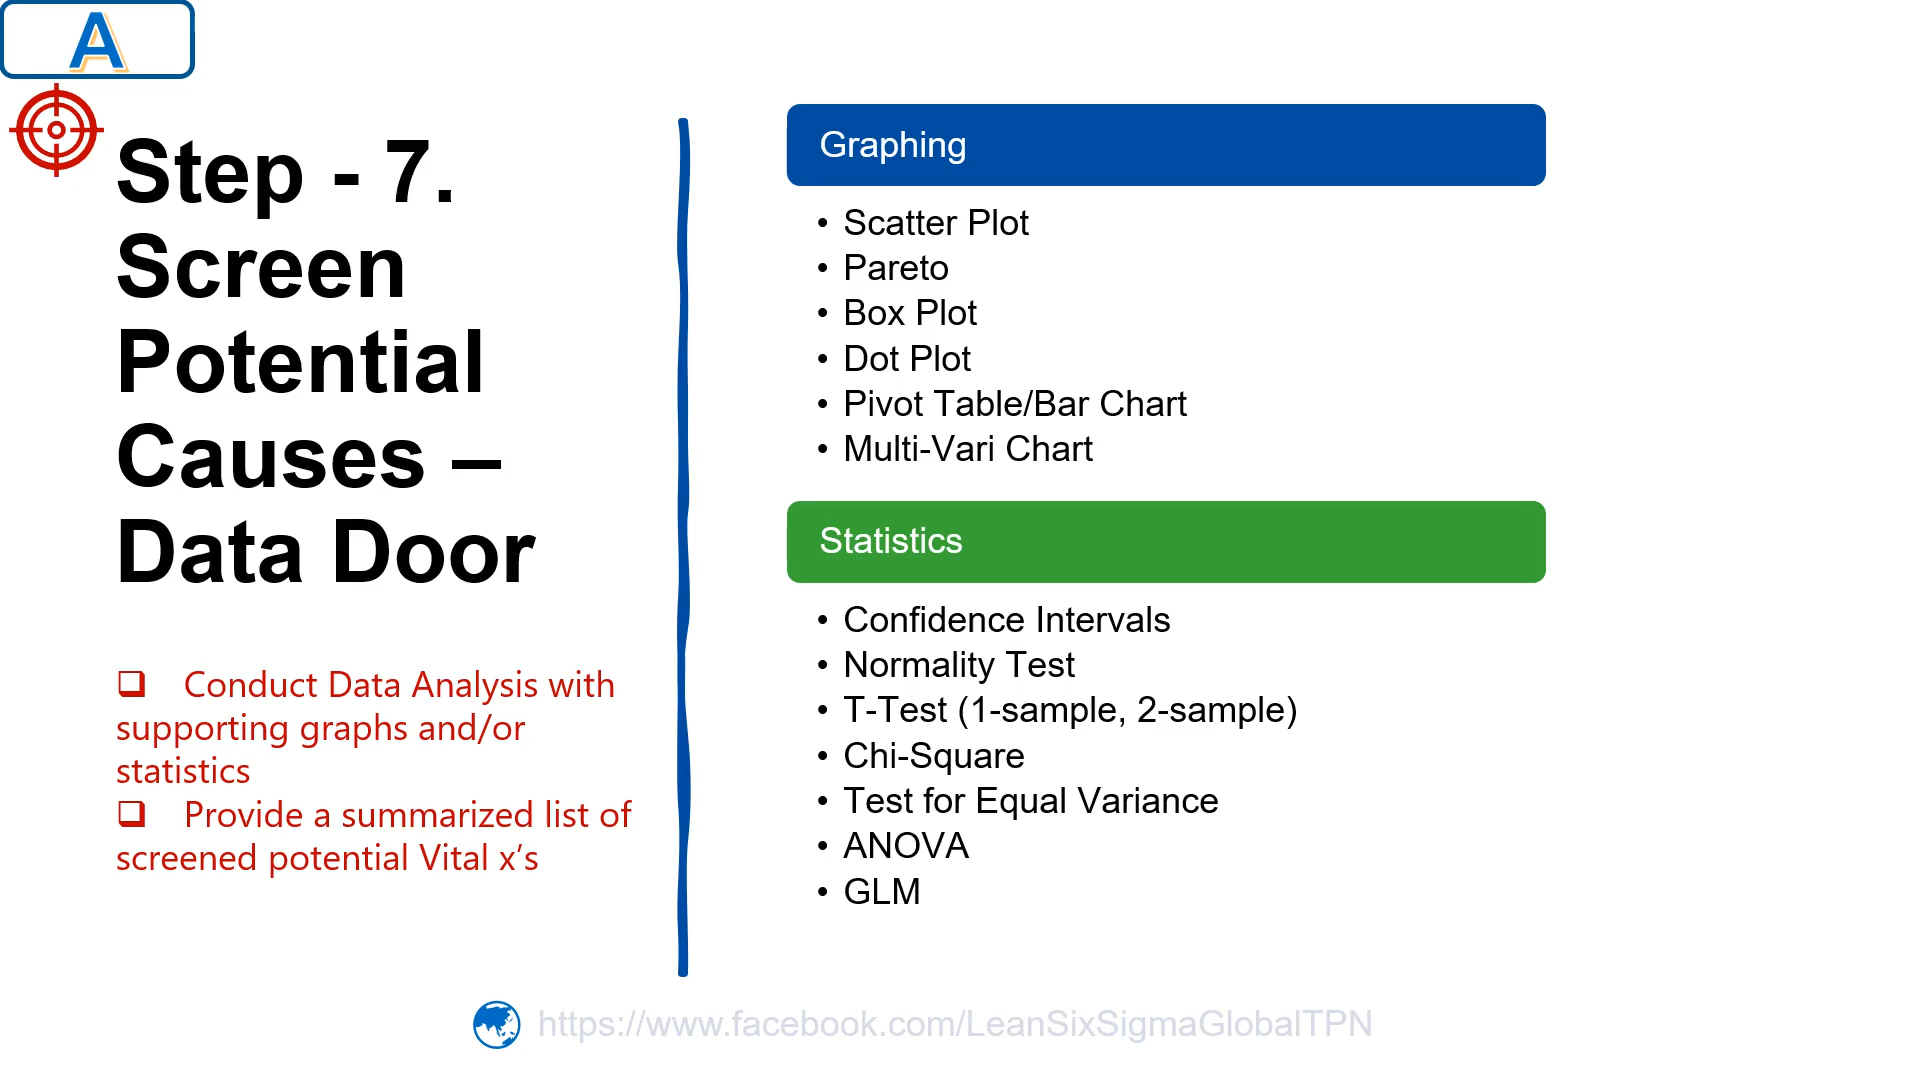 A
Step - 7.
Screen
Potential
Causes –
Data Door
❑ Conduct Data Analysis with
supporting graphs and/or
statistics
❑ Provide a summarized list of
screened potential Vital x’s
Graphing
• Scatter Plot
• Pareto
• Box Plot
• Dot Plot
• Pivot Table/Bar Chart
• Multi-Vari Chart
Statistics
• Confidence Intervals
• Normality Test
• T-Test (1-sample, 2-sample)
• Chi-Square
• Test for Equal Variance
• ANOVA
• GLM
https://www.facebook.com/LeanSixSigmaGlobalTPN